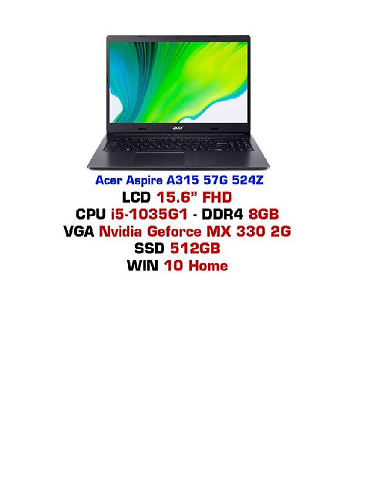 acer
Acer Aspire A315 57G 524Z
LCD 15.6" FHD
CPU i5-1035G1 - DDR4 8GB
VGA Nvidia Geforce MX 330 2G
SSD 512GB
WIN 10 Home